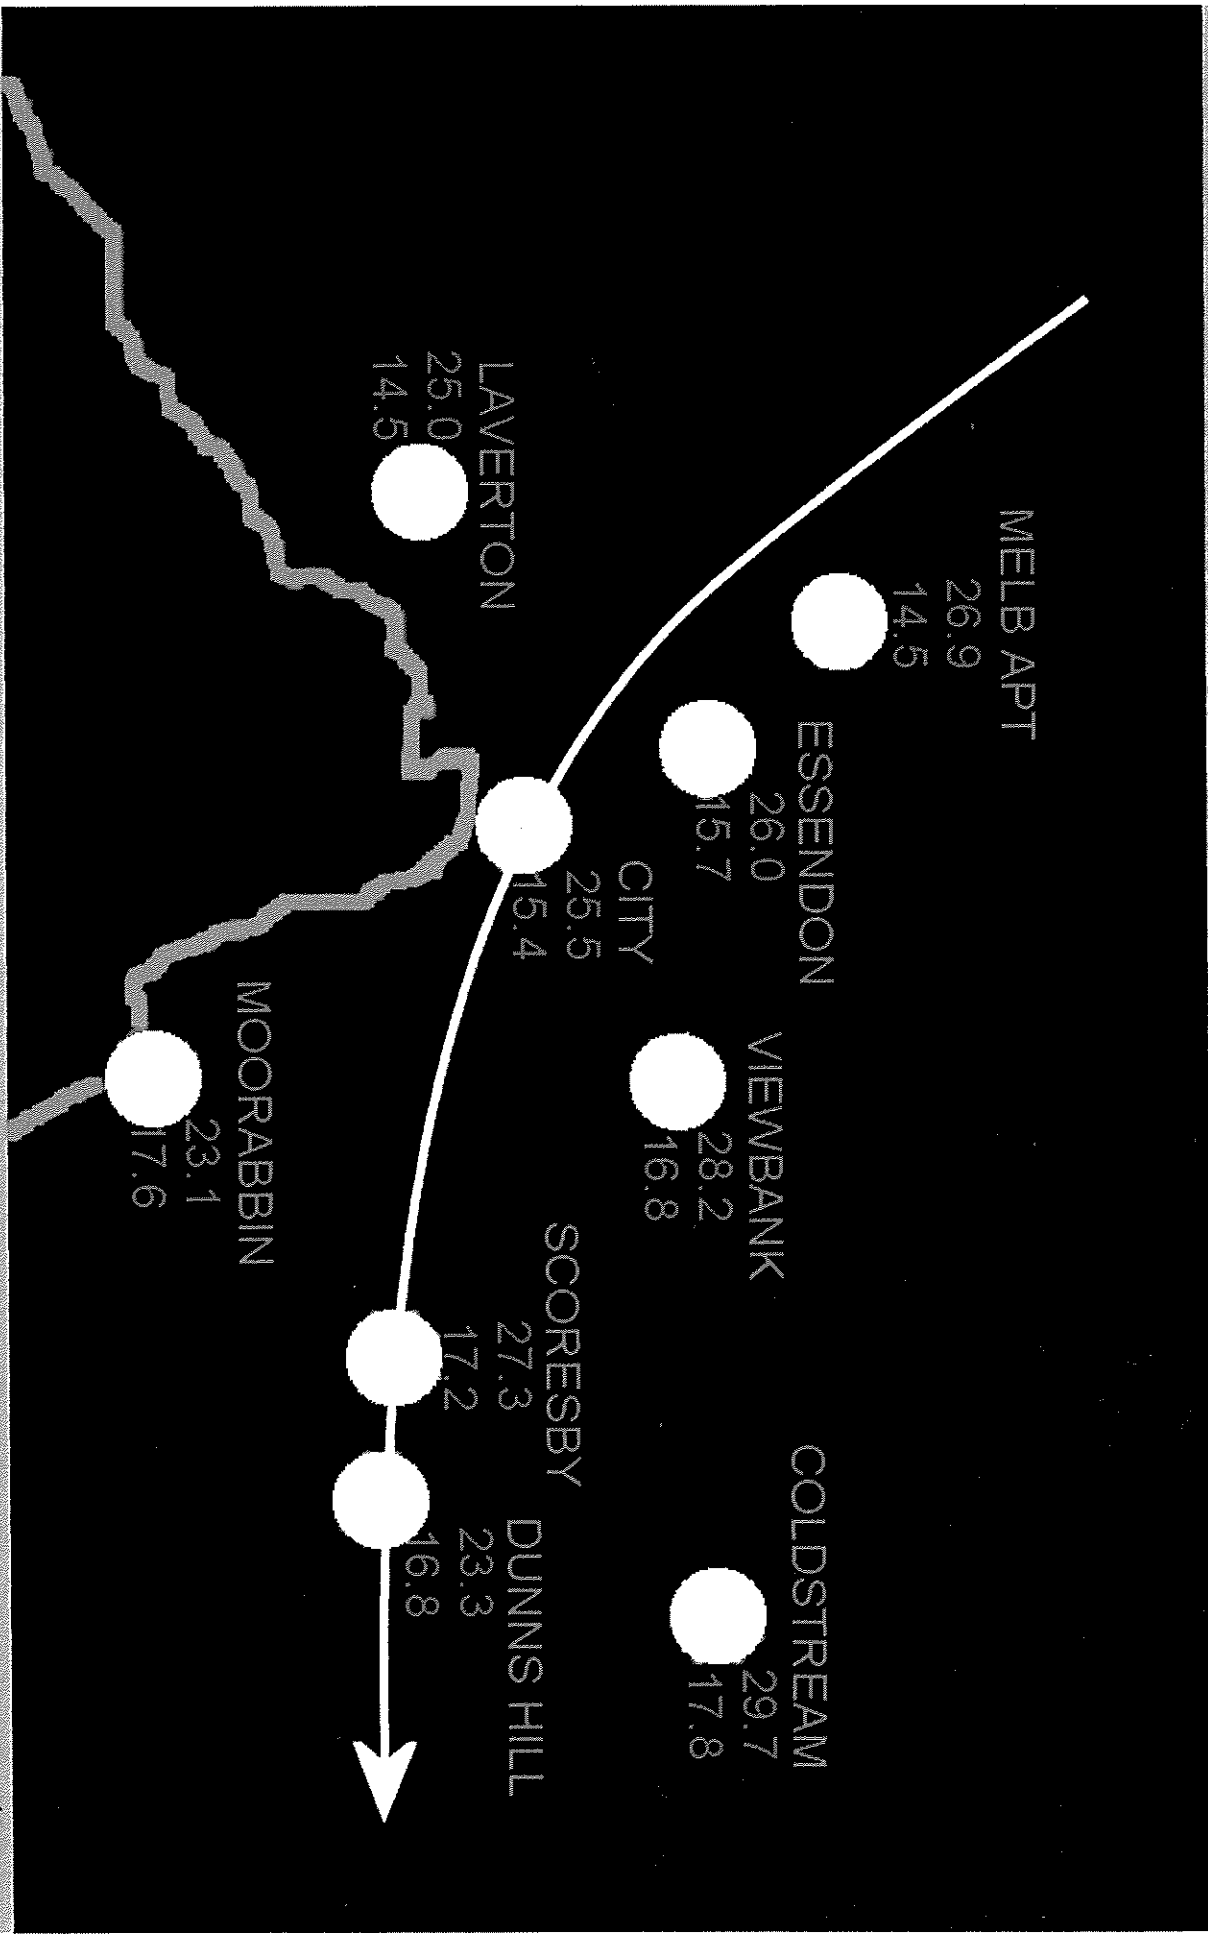 MELB APT
26.9
14.5
ESSENDON
26.0
15.7
COLDSTREAM
29.7
17.8
VIEWBANK
28.2
16.8
CITY
25.5
15.4
SCORESBY
27.3
17.2
DUNNS HILL
23.3
16.8
LAVERTON
25.0
14.5
MOORABBIN
23.1
17.6